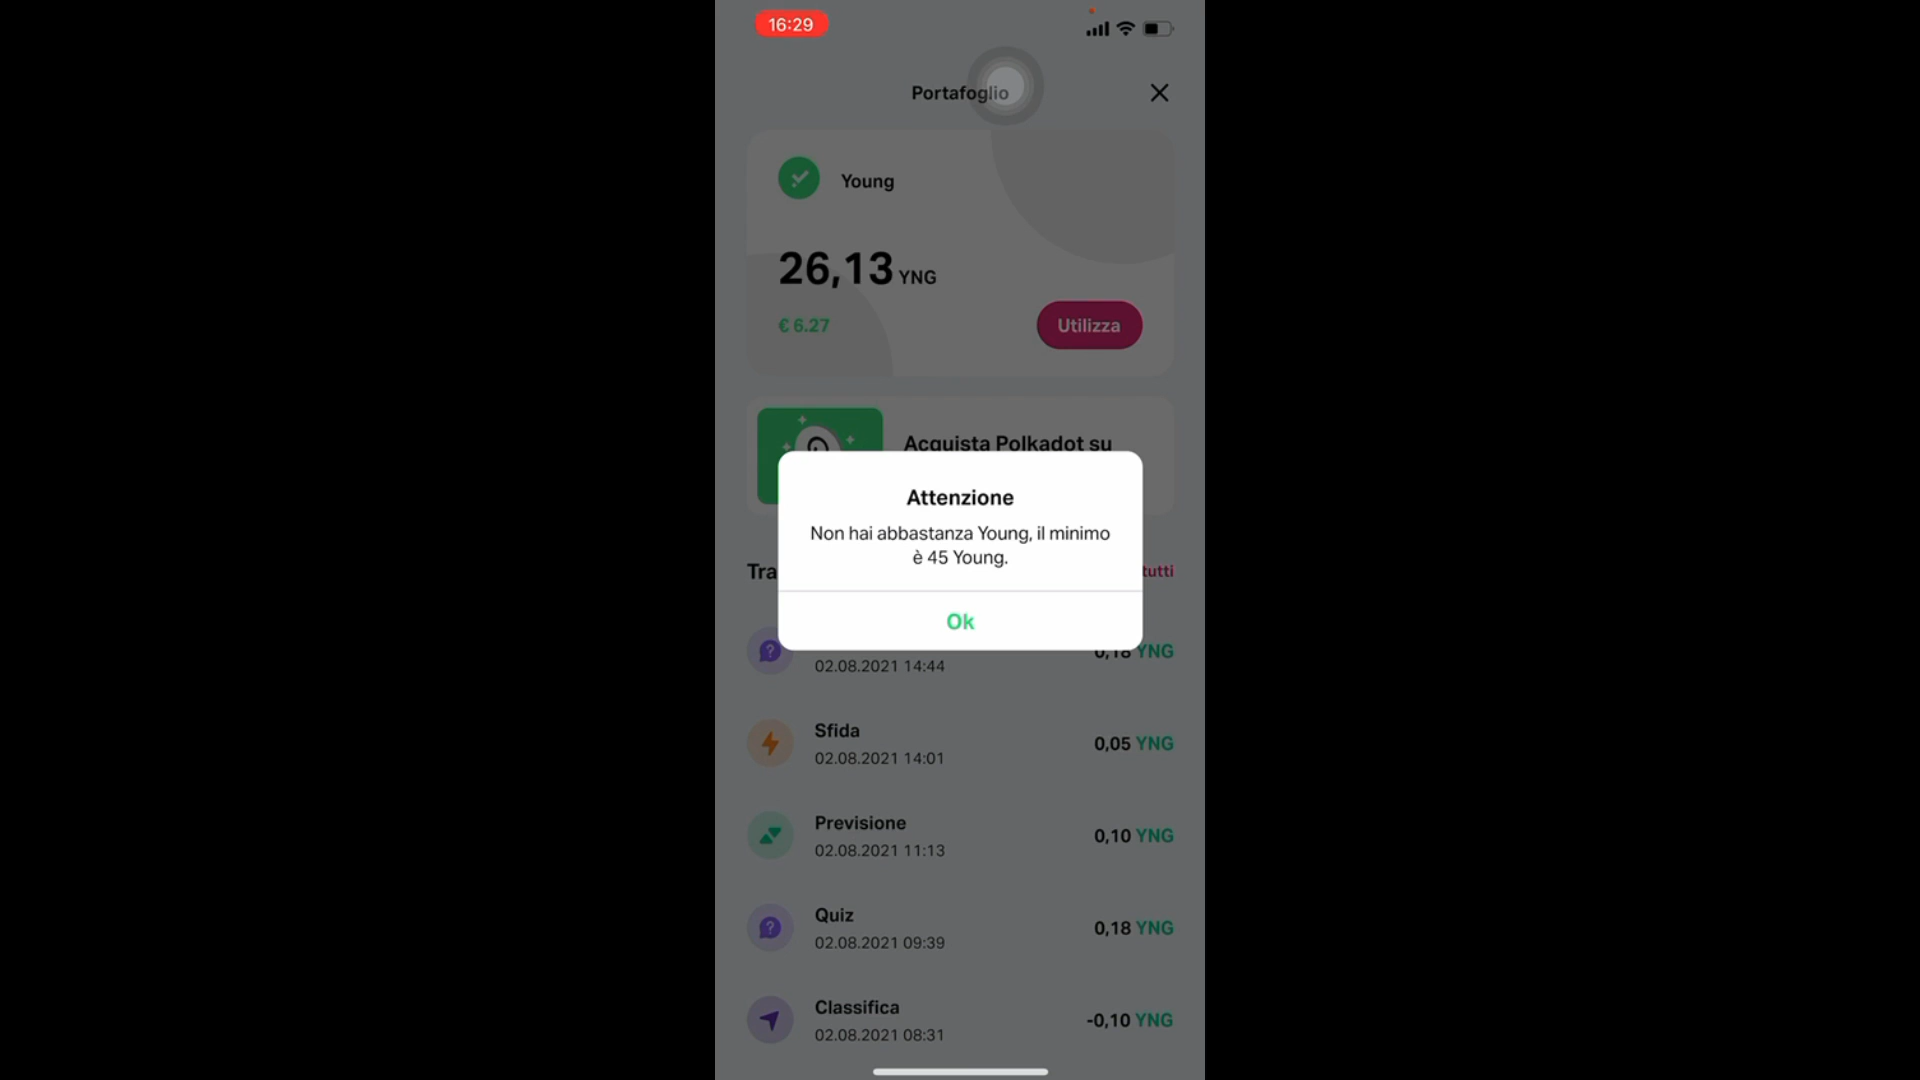 16:29
Portafoglio
Young
26,13 YNG
€ 6.27
Utilizza
Acquista Polkadot su
Attenzione
Non hai abbastanza Young, il minimo
è 45 Young.
Ok
Tra
tutti
02.08.2021 14:44
0,18 YNG
Sfida
02.08.2021 14:01
0,05 YNG
Previsione
02.08.2021 11:13
0,10 YNG
Quiz
02.08.2021 09:39
0,18 YNG
Classifica
02.08.2021 08:31
-0,10 YNG